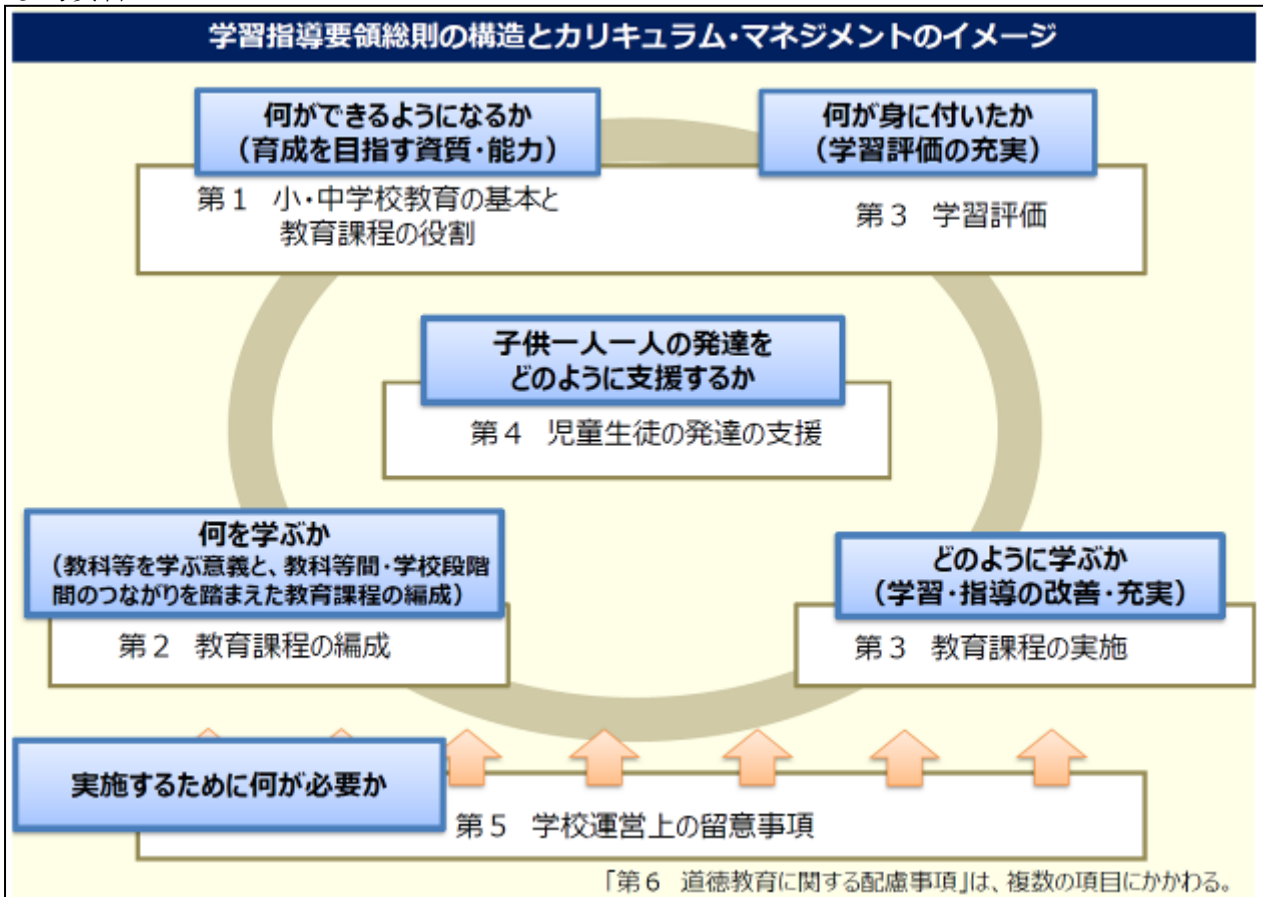 学習指導要領総則の構造とカリキュラム・マネジメントのイメージ
何ができるようになるか
（育成を目指す資質・能力）
第１　小・中学校教育の基本と
教育課程の役割
何が身に付いたか
（学習評価の充実）
第３　学習評価
子供一人一人の発達を
どのように支援するか
第４　児童生徒の発達の支援
何を学ぶか
（教科等を学ぶ意義と、教科等間・学校段階
間のつながりを踏まえた教育課程の編成）
第２　教育課程の編成
どのように学ぶか
（学習・指導の改善・充実）
第３　教育課程の実施
実施するために何が必要か
第５　学校運営上の留意事項
「第６　道徳教育に関する配慮事項」は、複数の項目にかかわる。